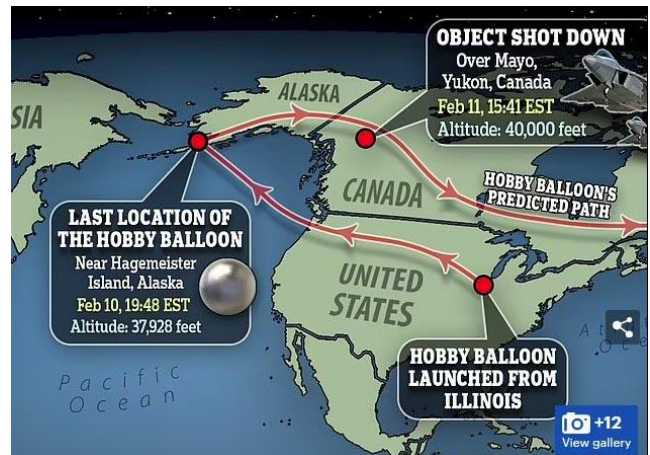 OBJECT SHOT DOWN
Over Mayo,
Yukon, Canada
Feb 11, 15:41 EST
Altitude: 40,000 feet
ALASKA
SIA
CANADA
HOBBY BALLOON'S
PREDICTED PATH
LAST LOCATION OF
THE HOBBY BALLOON
Near Hagemeister
Island, Alaska
Feb 10, 19:48 EST
Altitude: 37,928 feet
UNITED
STATES
Pacific
Ocean
HOBBY BALLOON
LAUNCHED FROM
ILLINOIS
+12
View gallery